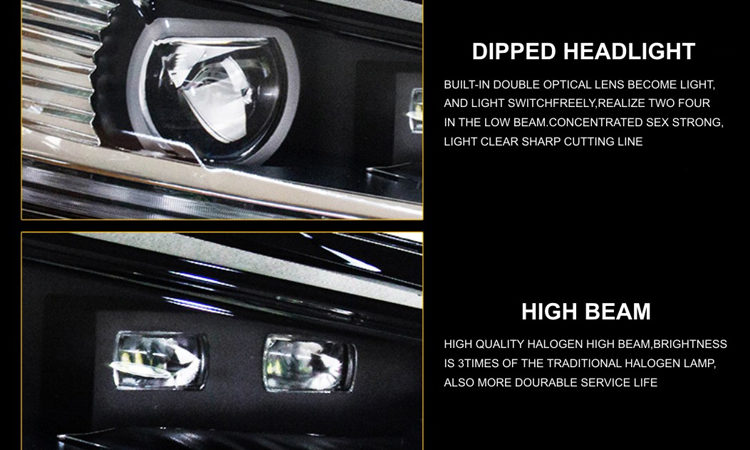 DIPPED HEADLIGHT
BUILT-IN DOUBLE OPTICAL LENS BECOME LIGHT,
AND LIGHT SWITCHFREELY,REALIZE TWO FOUR
IN THE LOW BEAM.CONCENTRATED SEX STRONG,
LIGHT CLEAR SHARP CUTTING LINE
HIGH BEAM
HIGH QUALITY HALOGEN HIGH BEAM,BRIGHTNESS
IS 3TIMES OF THE TRADITIONAL HALOGEN LAMP,
ALSO MORE DOURABLE SERVICE LIFE